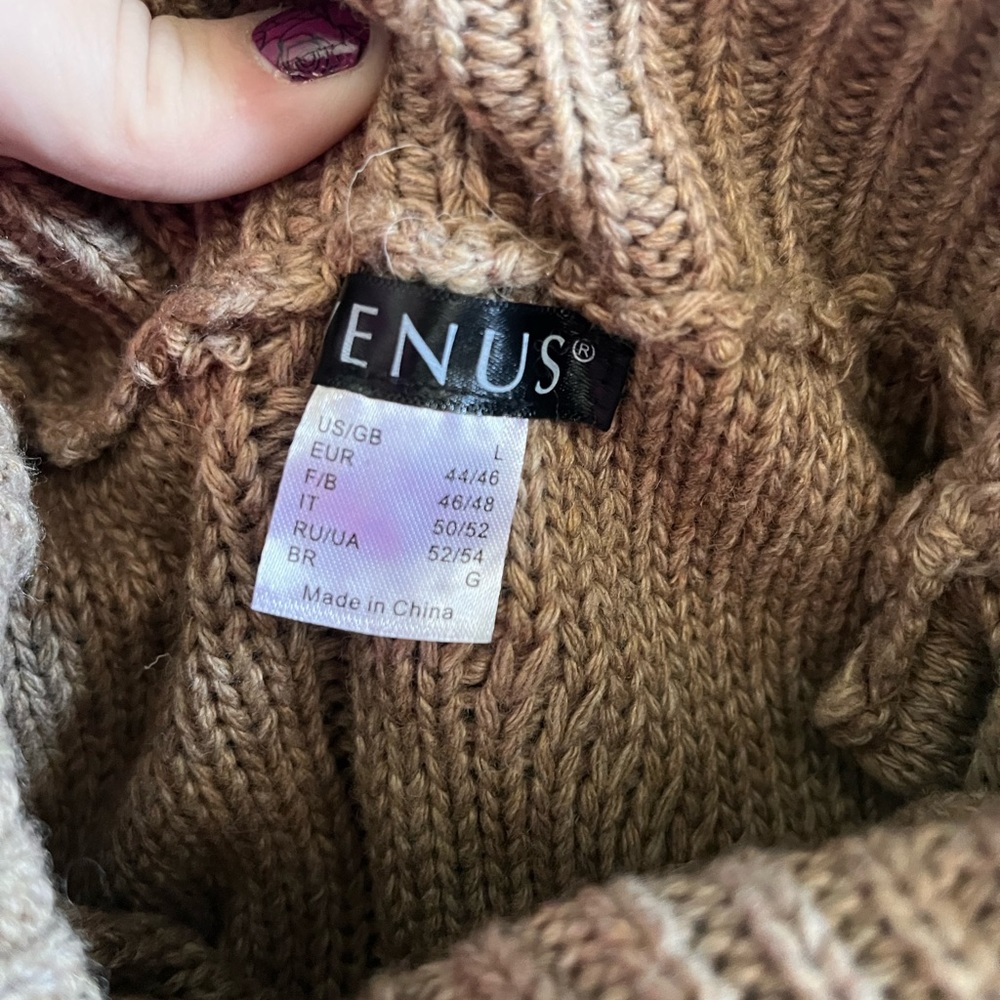 ENUS®
US/GB L
EUR 44/46
F/B 46/48
IT 50/52
RU/UA 52/54
BR G
Made in China